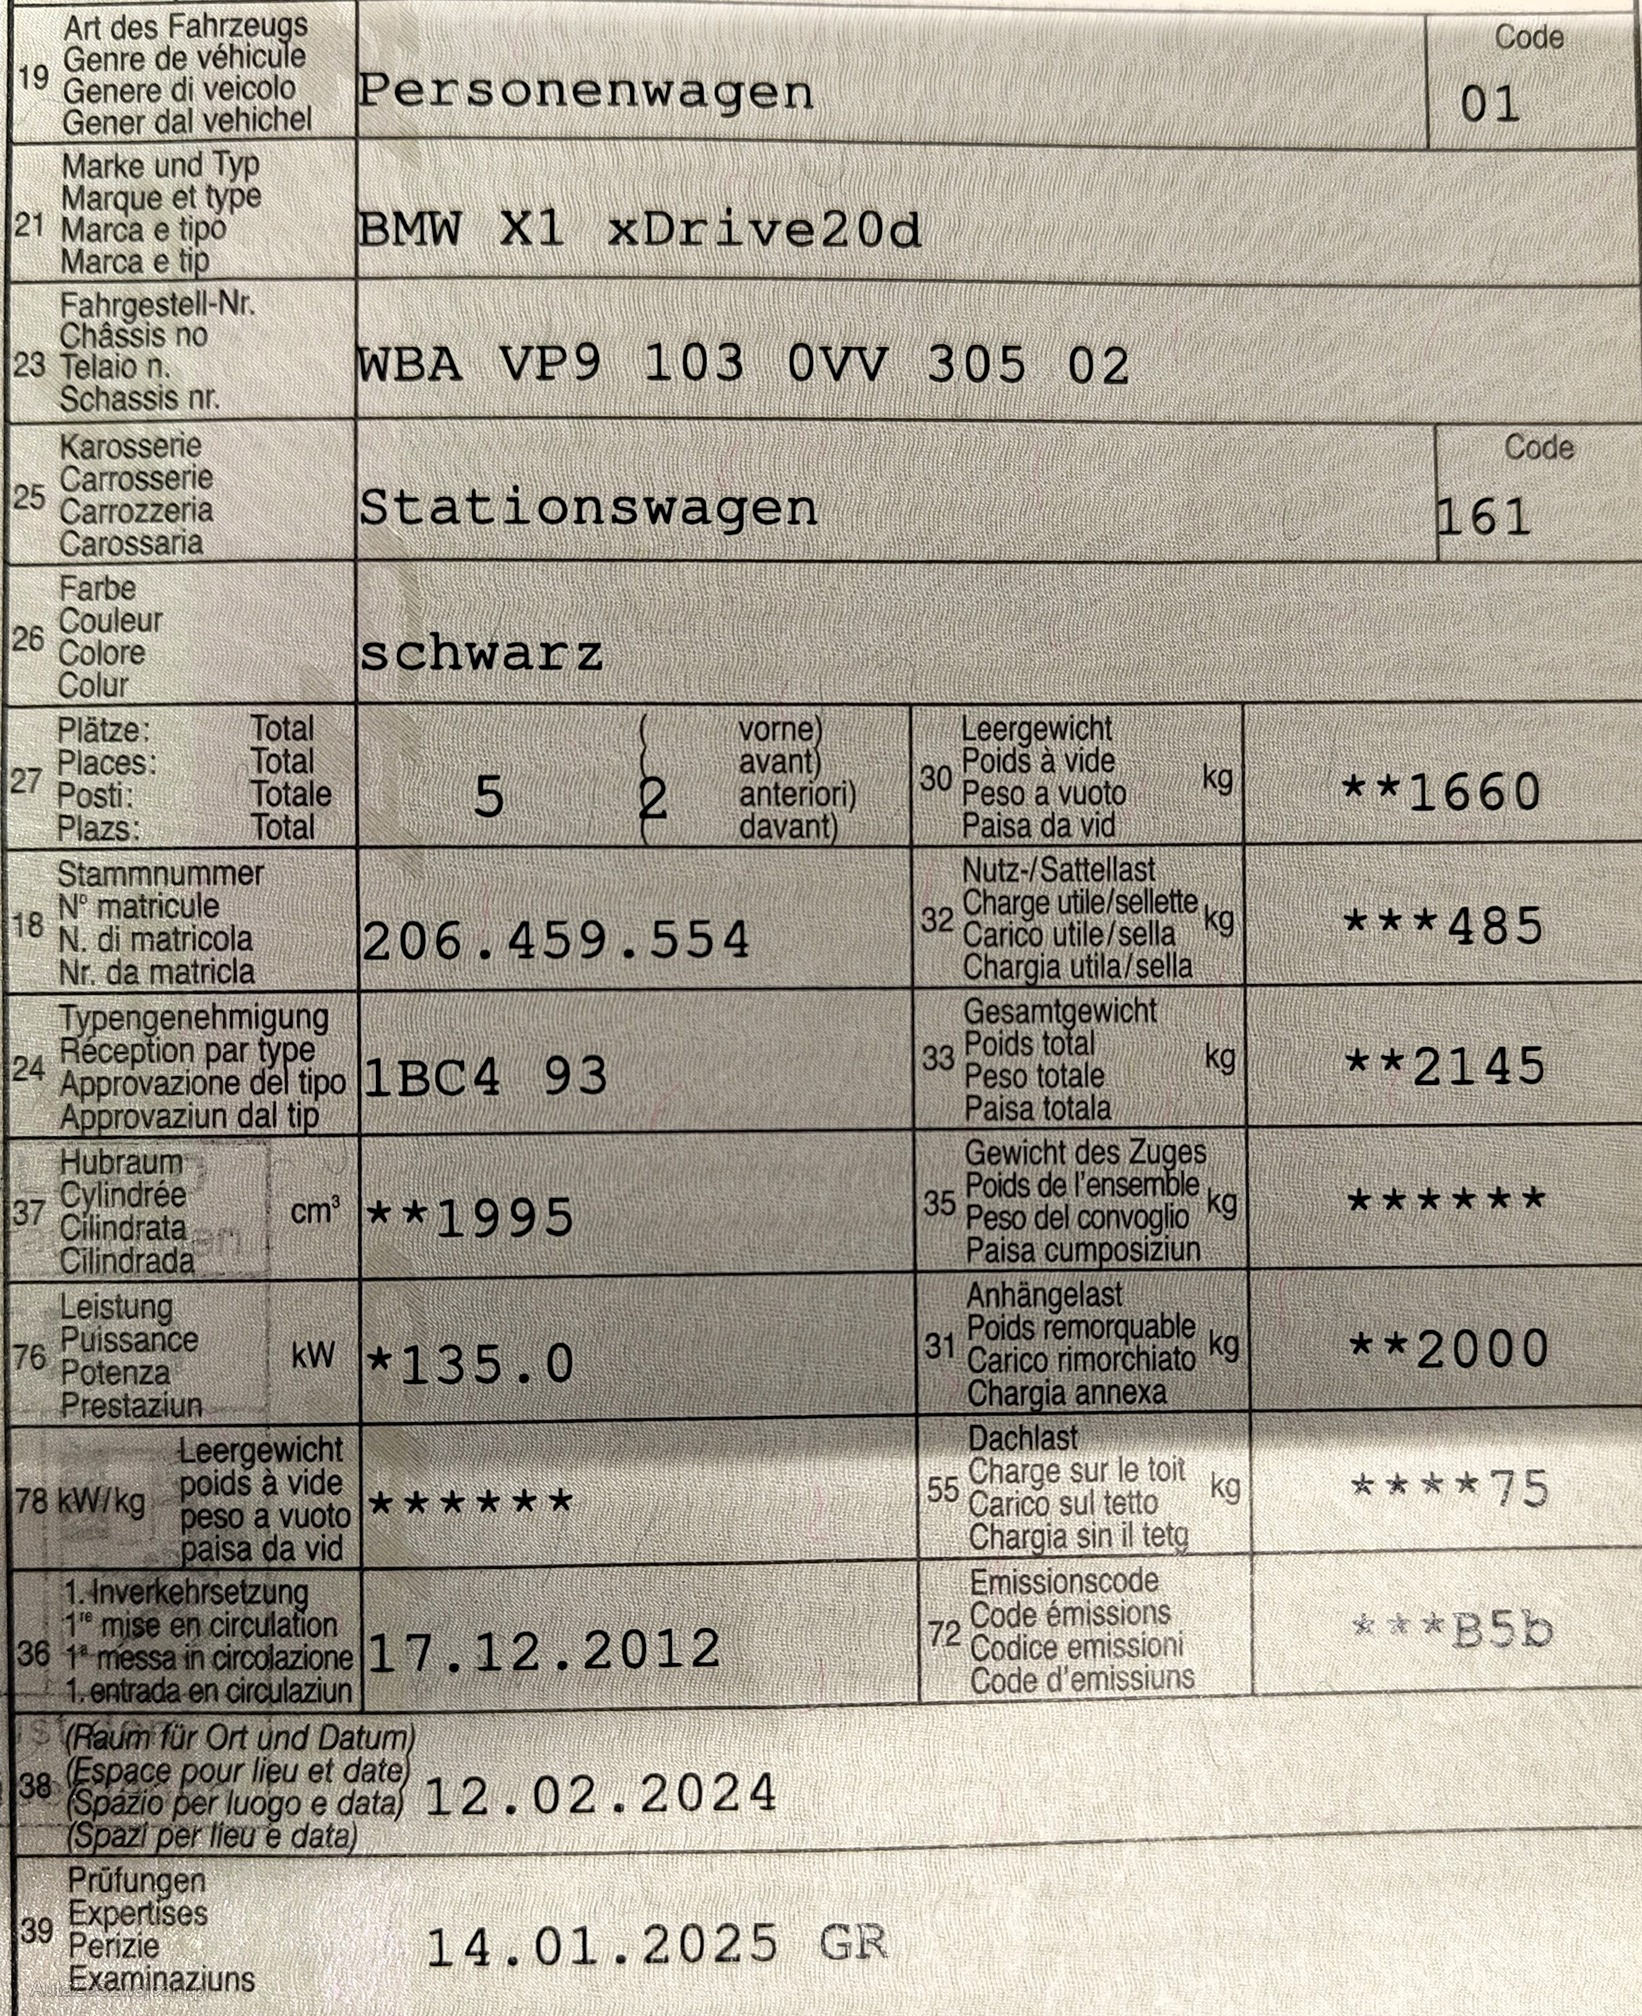 19 Art des Fahrzeugs
Genre de véhicule
Genere di veicolo
Gener dal vehichel
Personenwagen
Code
01
21 Marke und Typ
Marque et type
Marca e tipo
Marca e tip
BMW X1 xDrive20d
23 Fahrgestell-Nr.
Châssis no
Telaio n.
Schassis nr.
WBA VP9 103 0VV 305 02
25 Karosserie
Carrosserie
Carrozzeria
Carossaria
Stationswagen
Code
161
26 Farbe
Couleur
Colore
Colur
schwarz
27 Plätze: Total
Places: Total
Posti: Totale
Plazs: Total
5 ( 2 vorne)
( avant)
anteriori)
( davant)
30 Leergewicht
Poids à vide
Peso a vuoto
Paisa da vid
kg
**1660
18 Stammnummer
N° matricule
N. di matricola
Nr. da matricla
206.459.554
32 Nutz-/Sattellast
Charge utile/sellette
Carico utile/sella
Chargia utila/sella
kg
***485
24 Typengenehmigung
Réception par type
Approvazione del tipo
Approvaziun dal tip
1BC4 93
33 Gesamtgewicht
Poids total
Peso totale
Paisa totala
kg
**2145
37 Hubraum
Cylindrée
Cilindrata
Cilindrada
cm³
**1995
35 Gewicht des Zuges
Poids de l'ensemble
Peso del convoglio
Paisa cumposiziun
kg
******
76 Leistung
Puissance
Potenza
Prestaziun
kW
*135.0
31 Anhängelast
Poids remorquable
Carico rimorchiato
Chargia annexa
kg
**2000
78 kW/kg
Leergewicht
poids à vide
peso a vuoto
paisa da vid
******
55 Dachlast
Charge sur le toit
Carico sul tetto
Chargia sin il tetg
kg
****75
36 1. Inverkehrsetzung
1re mise en circulation
1a messa in circolazione
1. entrada en circulaziun
17.12.2012
72 Emissionscode
Code émissions
Codice emissioni
Code d'emissiuns
***B5b
38 (Raum für Ort und Datum)
(Espace pour lieu et date)
(Spazio per luogo e data)
(Spazi per lieu e data)
12.02.2024
39 Prüfungen
Expertises
Perizie
Examinaziuns
14.01.2025 GR